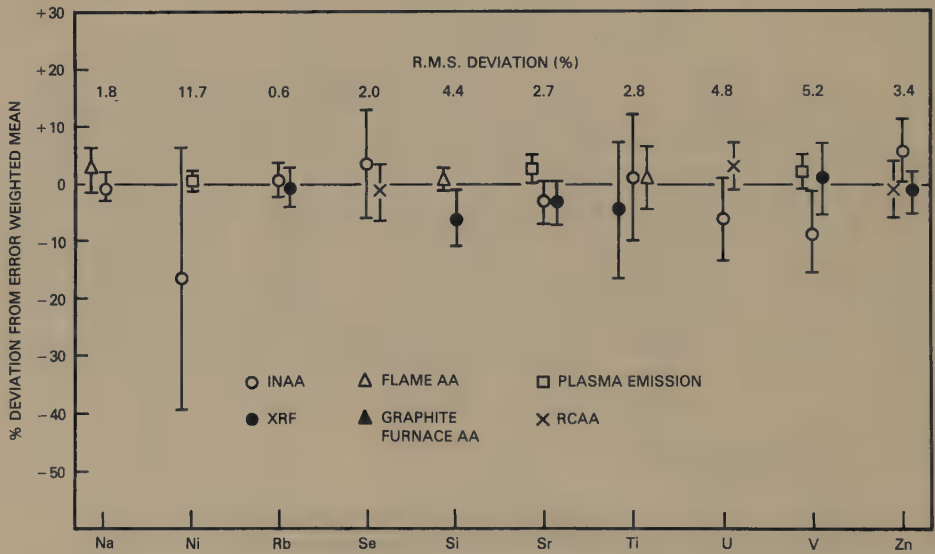 +30
+20
+10
0
−10
−20
−30
−40
−50
% DEVIATION FROM ERROR WEIGHTED MEAN
R.M.S. DEVIATION (%)
1.8 11.7 0.6 2.0 4.4 2.7 2.8 4.8 5.2 3.4
INAA FLAME AA PLASMA EMISSION
XRF GRAPHITE FURNACE AA RCAA
Na Ni Rb Se Si Sr Ti U V Zn